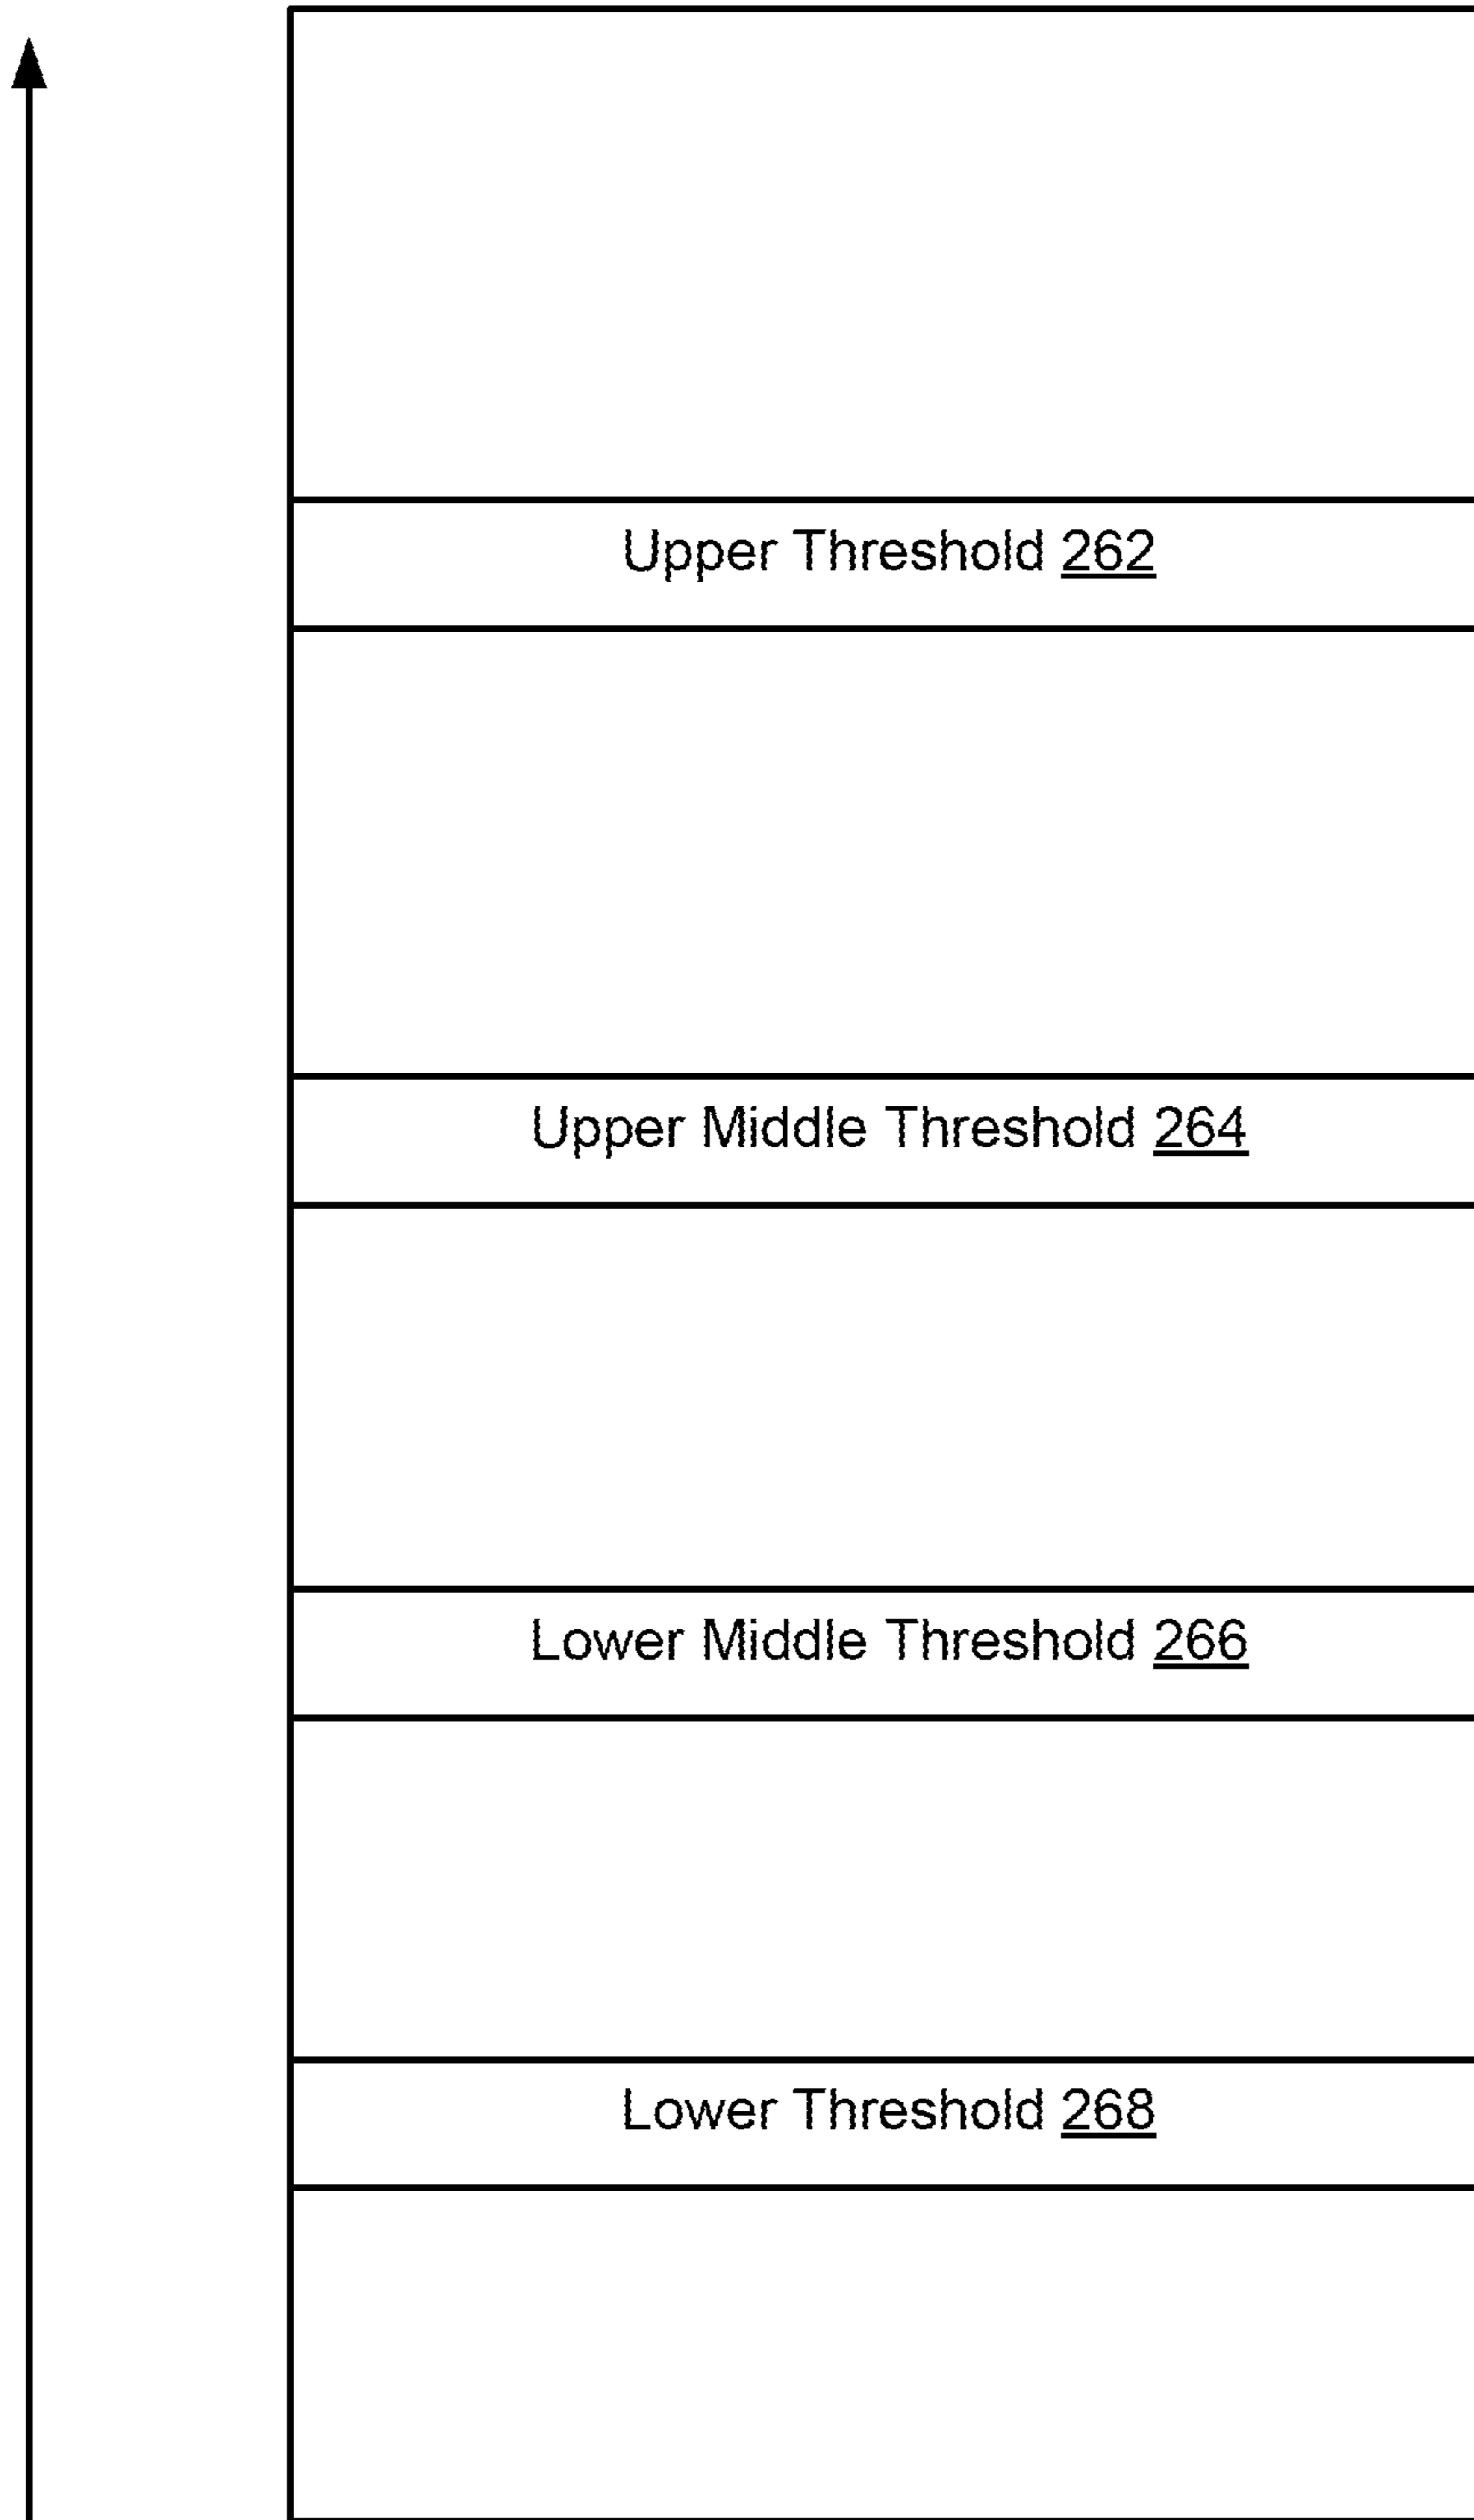 Upper Threshold 262
Upper Middle Threshold 264
Lower Middle Threshold 266
Lower Threshold 268